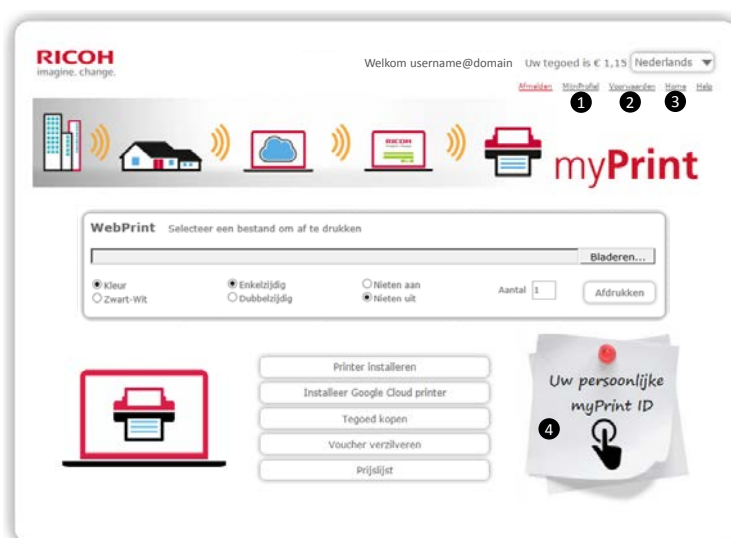 RICOH
imagine. change.
Welkom username@domain Uw tegoed is € 1,15 Nederlands
Afmelden MijnProfiel Voorwaarden Home Help
1 2 3
RICOH
myPrint
WebPrint Selecteer een bestand om af te drukken
Bladeren...
Kleur Enkelzijdig Nieten aan Aantal 1 Afdrukken
Zwart-Wit Dubbelzijdig Nieten uit
Printer installeren
Installeer Google Cloud printer
Tegoed kopen
Voucher verzilveren
Prijslijst
Uw persoonlijke
myPrint ID
4